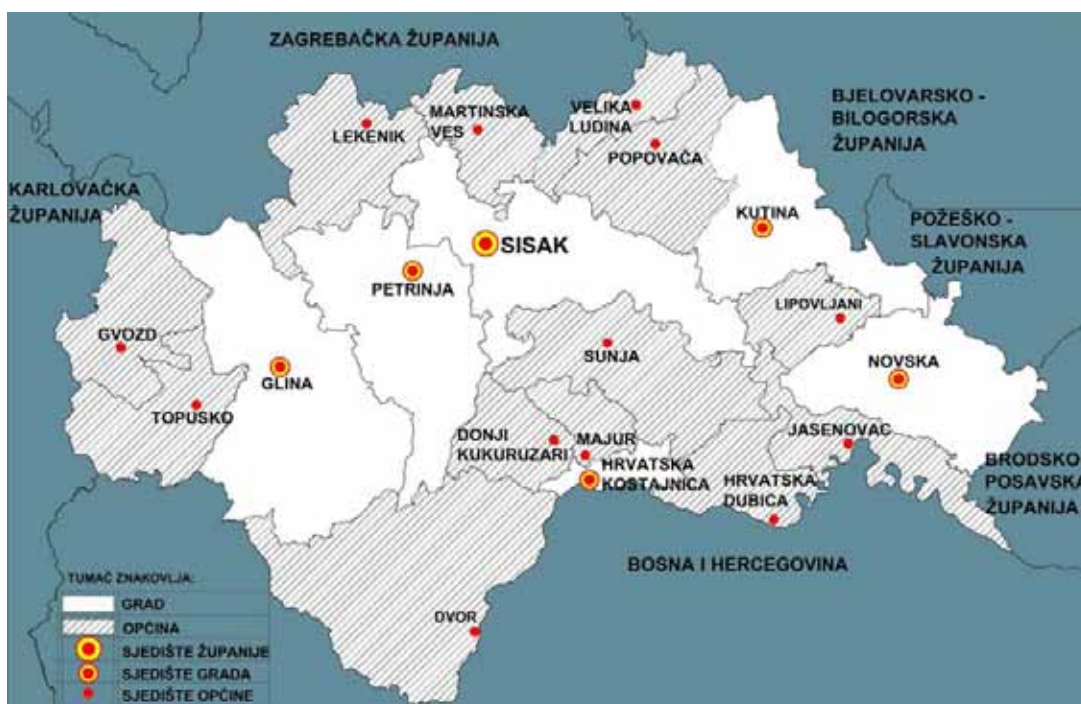 ZAGREBAČKA ŽUPANIJA
BJELOVARSKO -
BILOGORSKA
ŽUPANIJA
KARLOVAČKA
ŽUPANIJA
POŽEŠKO -
SLAVONSKA
ŽUPANIJA
LEKENIK
MARTINSKA
VES
VELIKA
LUDINA
POPOVAČA
KUTINA
SISAK
PETRINJA
LIPOVLJANI
GVOZD
GLINA
SUNJA
NOVSKA
TOPUSKO
DONJI
KUKURUZARI
MAJUR
HRVATSKA
KOSTAJNICA
JASENOVAC
HRVATSKA
DUBICA
BRODSKO
POSAVSKA
ŽUPANIJA
BOSNA I HERCEGOVINA
DVOR
TUMAČ ZNAKOVLJA:
GRAD
OPĆINA
SJEDIŠTE ŽUPANIJE
SJEDIŠTE GRADA
SJEDIŠTE OPĆINE